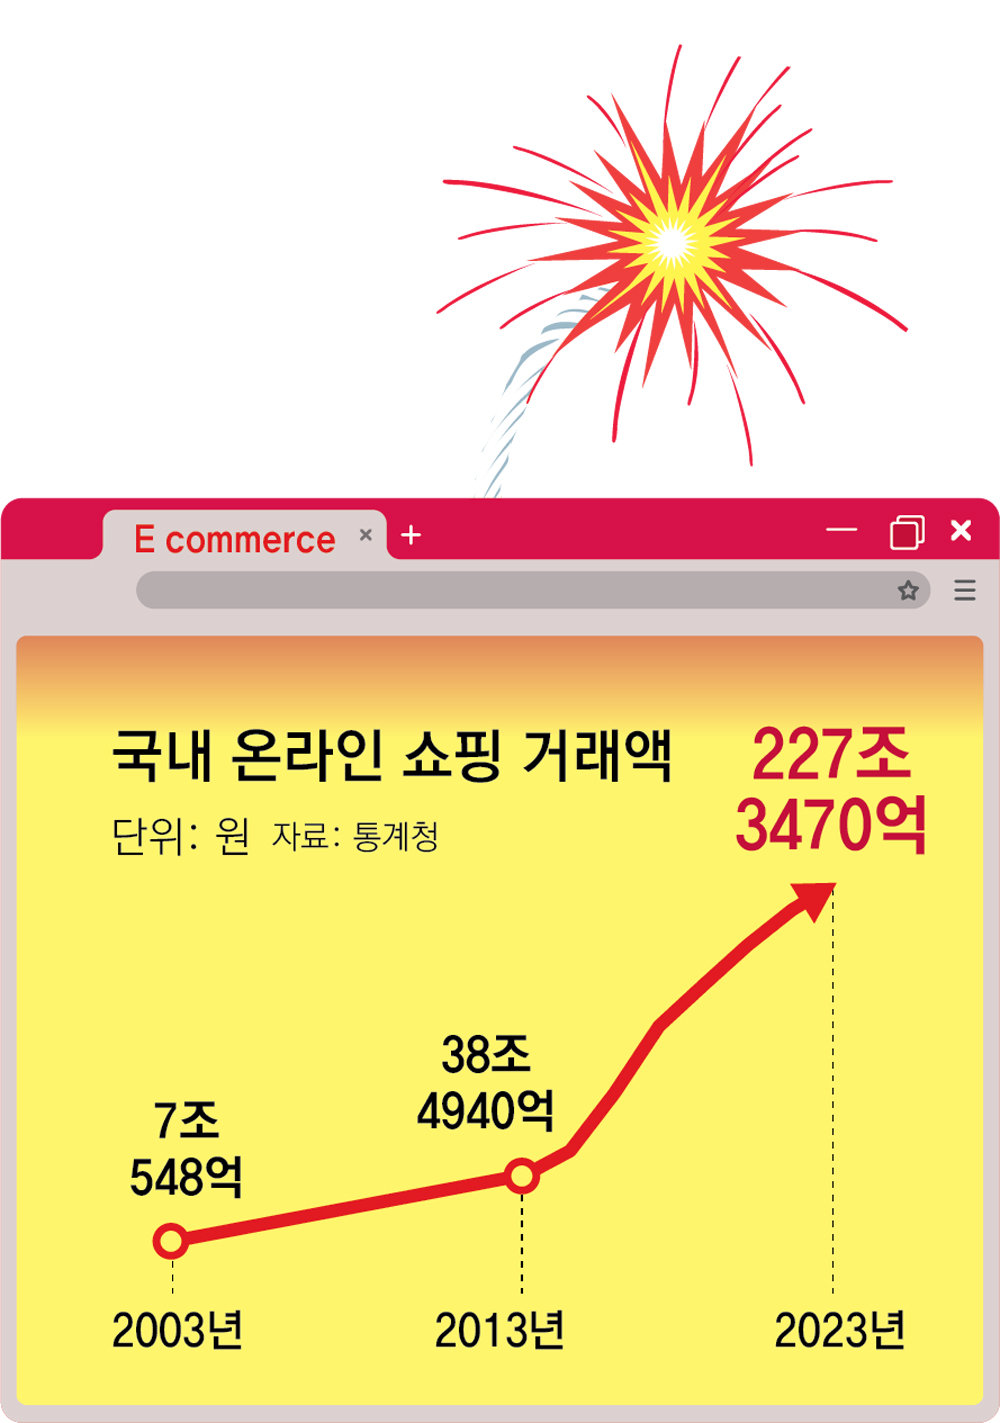 E commerce
국내 온라인 쇼핑 거래액
단위: 원 자료: 통계청
227조
3470억
38조
4940억
7조
548억
2003년 2013년 2023년